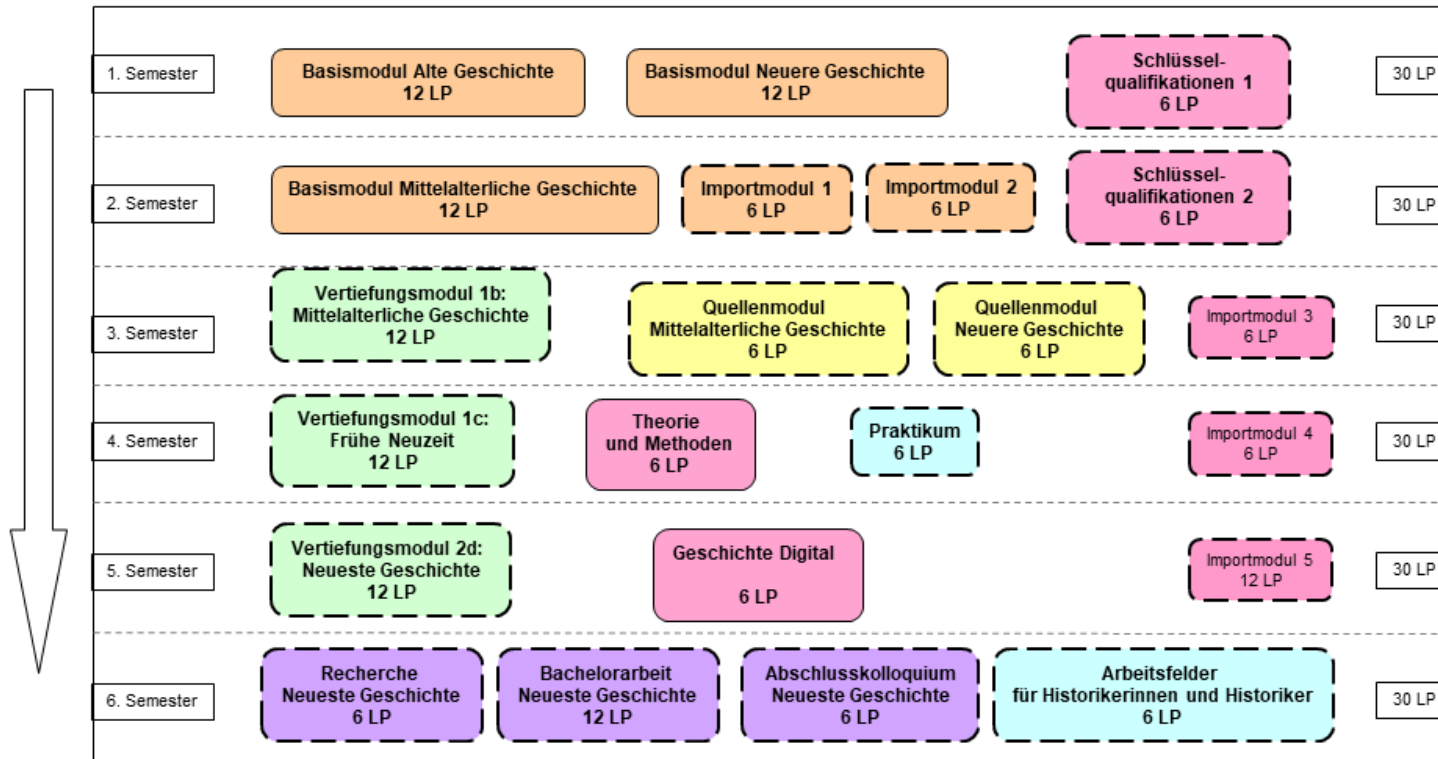 1. Semester
Basismodul Alte Geschichte
12 LP
Basismodul Neuere Geschichte
12 LP
Schlüssel-
qualifikationen 1
6 LP
30 LP
2. Semester
Basismodul Mittelalterliche Geschichte
12 LP
Importmodul 1
6 LP
Importmodul 2
6 LP
Schlüssel-
qualifikationen 2
6 LP
30 LP
3. Semester
Vertiefungsmodul 1b:
Mittelalterliche Geschichte
12 LP
Quellenmodul
Mittelalterliche Geschichte
6 LP
Quellenmodul
Neuere Geschichte
6 LP
Importmodul 3
6 LP
30 LP
4. Semester
Vertiefungsmodul 1c:
Frühe Neuzeit
12 LP
Theorie
und Methoden
6 LP
Praktikum
6 LP
Importmodul 4
6 LP
30 LP
5. Semester
Vertiefungsmodul 2d:
Neueste Geschichte
12 LP
Geschichte Digital
6 LP
Importmodul 5
12 LP
30 LP
6. Semester
Recherche
Neueste Geschichte
6 LP
Bachelorarbeit
Neueste Geschichte
12 LP
Abschlusskolloquium
Neueste Geschichte
6 LP
Arbeitsfelder
für Historikerinnen und Historiker
6 LP
30 LP